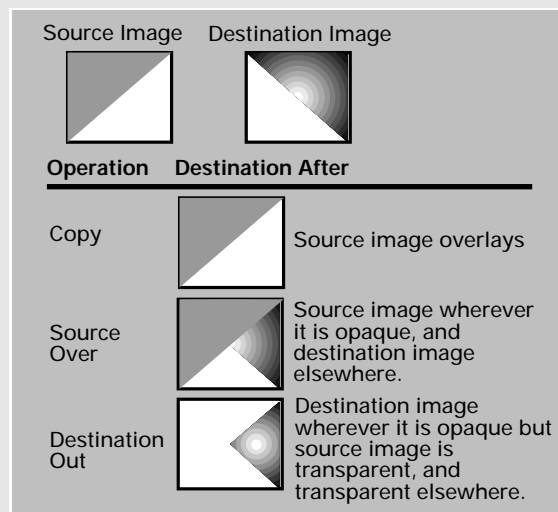 Source Image Destination Image
Operation Destination After
Copy
Source image overlays
Source
Over
Source image wherever
it is opaque, and
destination image
elsewhere.
Destination
Out
Destination image
wherever it is opaque but
source image is
transparent, and
transparent elsewhere.